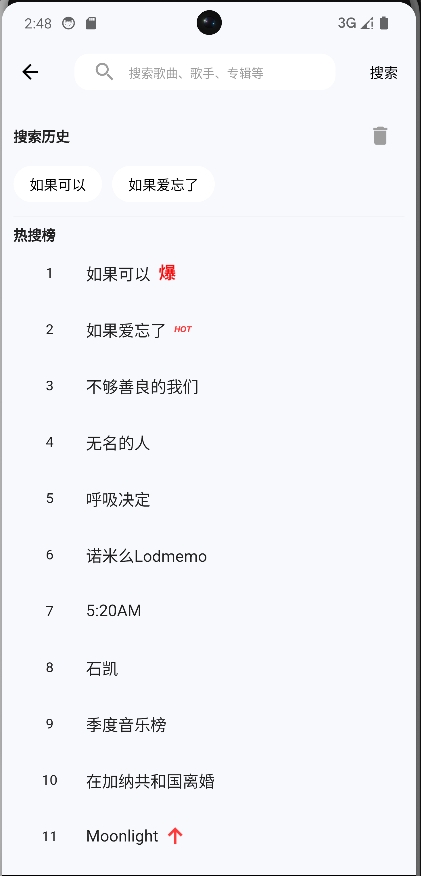 2:48 3G
搜索歌曲、歌手、专辑等 搜索
搜索历史
如果可以 如果爱忘了
热搜榜
1 如果可以 爆
2 如果爱忘了 HOT
3 不够善良的我们
4 无名的人
5 呼吸决定
6 诺米么Lodmemo
7 5:20AM
8 石凯
9 季度音乐榜
10 在加纳共和国离婚
11 Moonlight